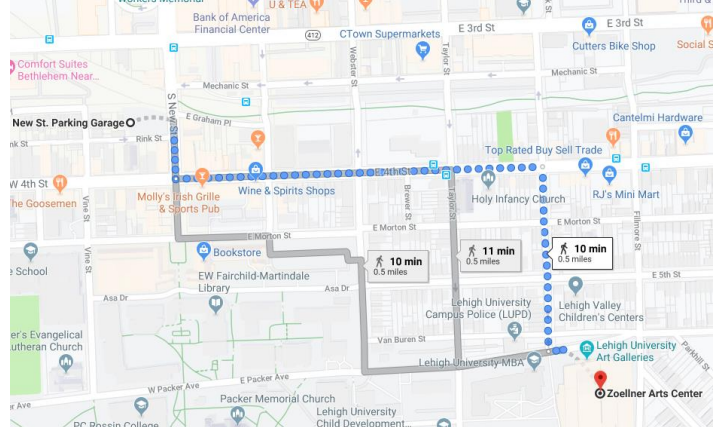 Workers Memorial
Bank of America
Financial Center
U & TEA
412
CTown Supermarkets
E 3rd St
E 3rd St
Cutters Bike Shop
Social S
Comfort Suites
Bethlehem Near...
Mechanic St
Webster St
Taylor St
Mechanic St
S New St
E Graham Pl
New St. Parking Garage
Rink St
nk St
Cantelmi Hardware
Top Rated Buy Sell Trade
W 4th St
E 4th St
Wine & Spirits Shops
Molly's Irish Grille
& Sports Pub
he Goosemen
Vine St
Vine St
Brewer St
Taylor St
Holy Infancy Church
RJ's Mini Mart
Fillmore St
E Morton St
E Morton St
Bookstore
10 min
0.5 miles
11 min
0.5 miles
10 min
0.5 miles
e School
EW Fairchild-Martindale
Library
Asa Dr
Asa Dr
E 5th St
Lehigh University
Campus Police (LUPD)
Lehigh Valley
Children's Centers
er's Evangelical
utheran Church
Van Buren St
Lehigh University MBA
Lehigh University
Art Galleries
Parkhill St
W Packer Ave
E Packer Ave
r Ave
Packer Memorial Church
Zoellner Arts Center
PC Rossin College
Lehigh University
Child Development...